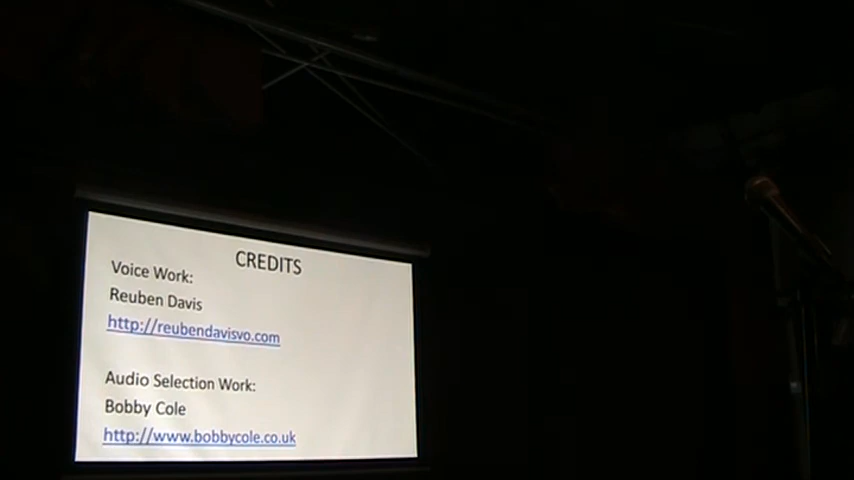 CREDITS
Voice Work:
Reuben Davis
http://reubendavisvo.com
Audio Selection Work:
Bobby Cole
http://www.bobbycole.co.uk